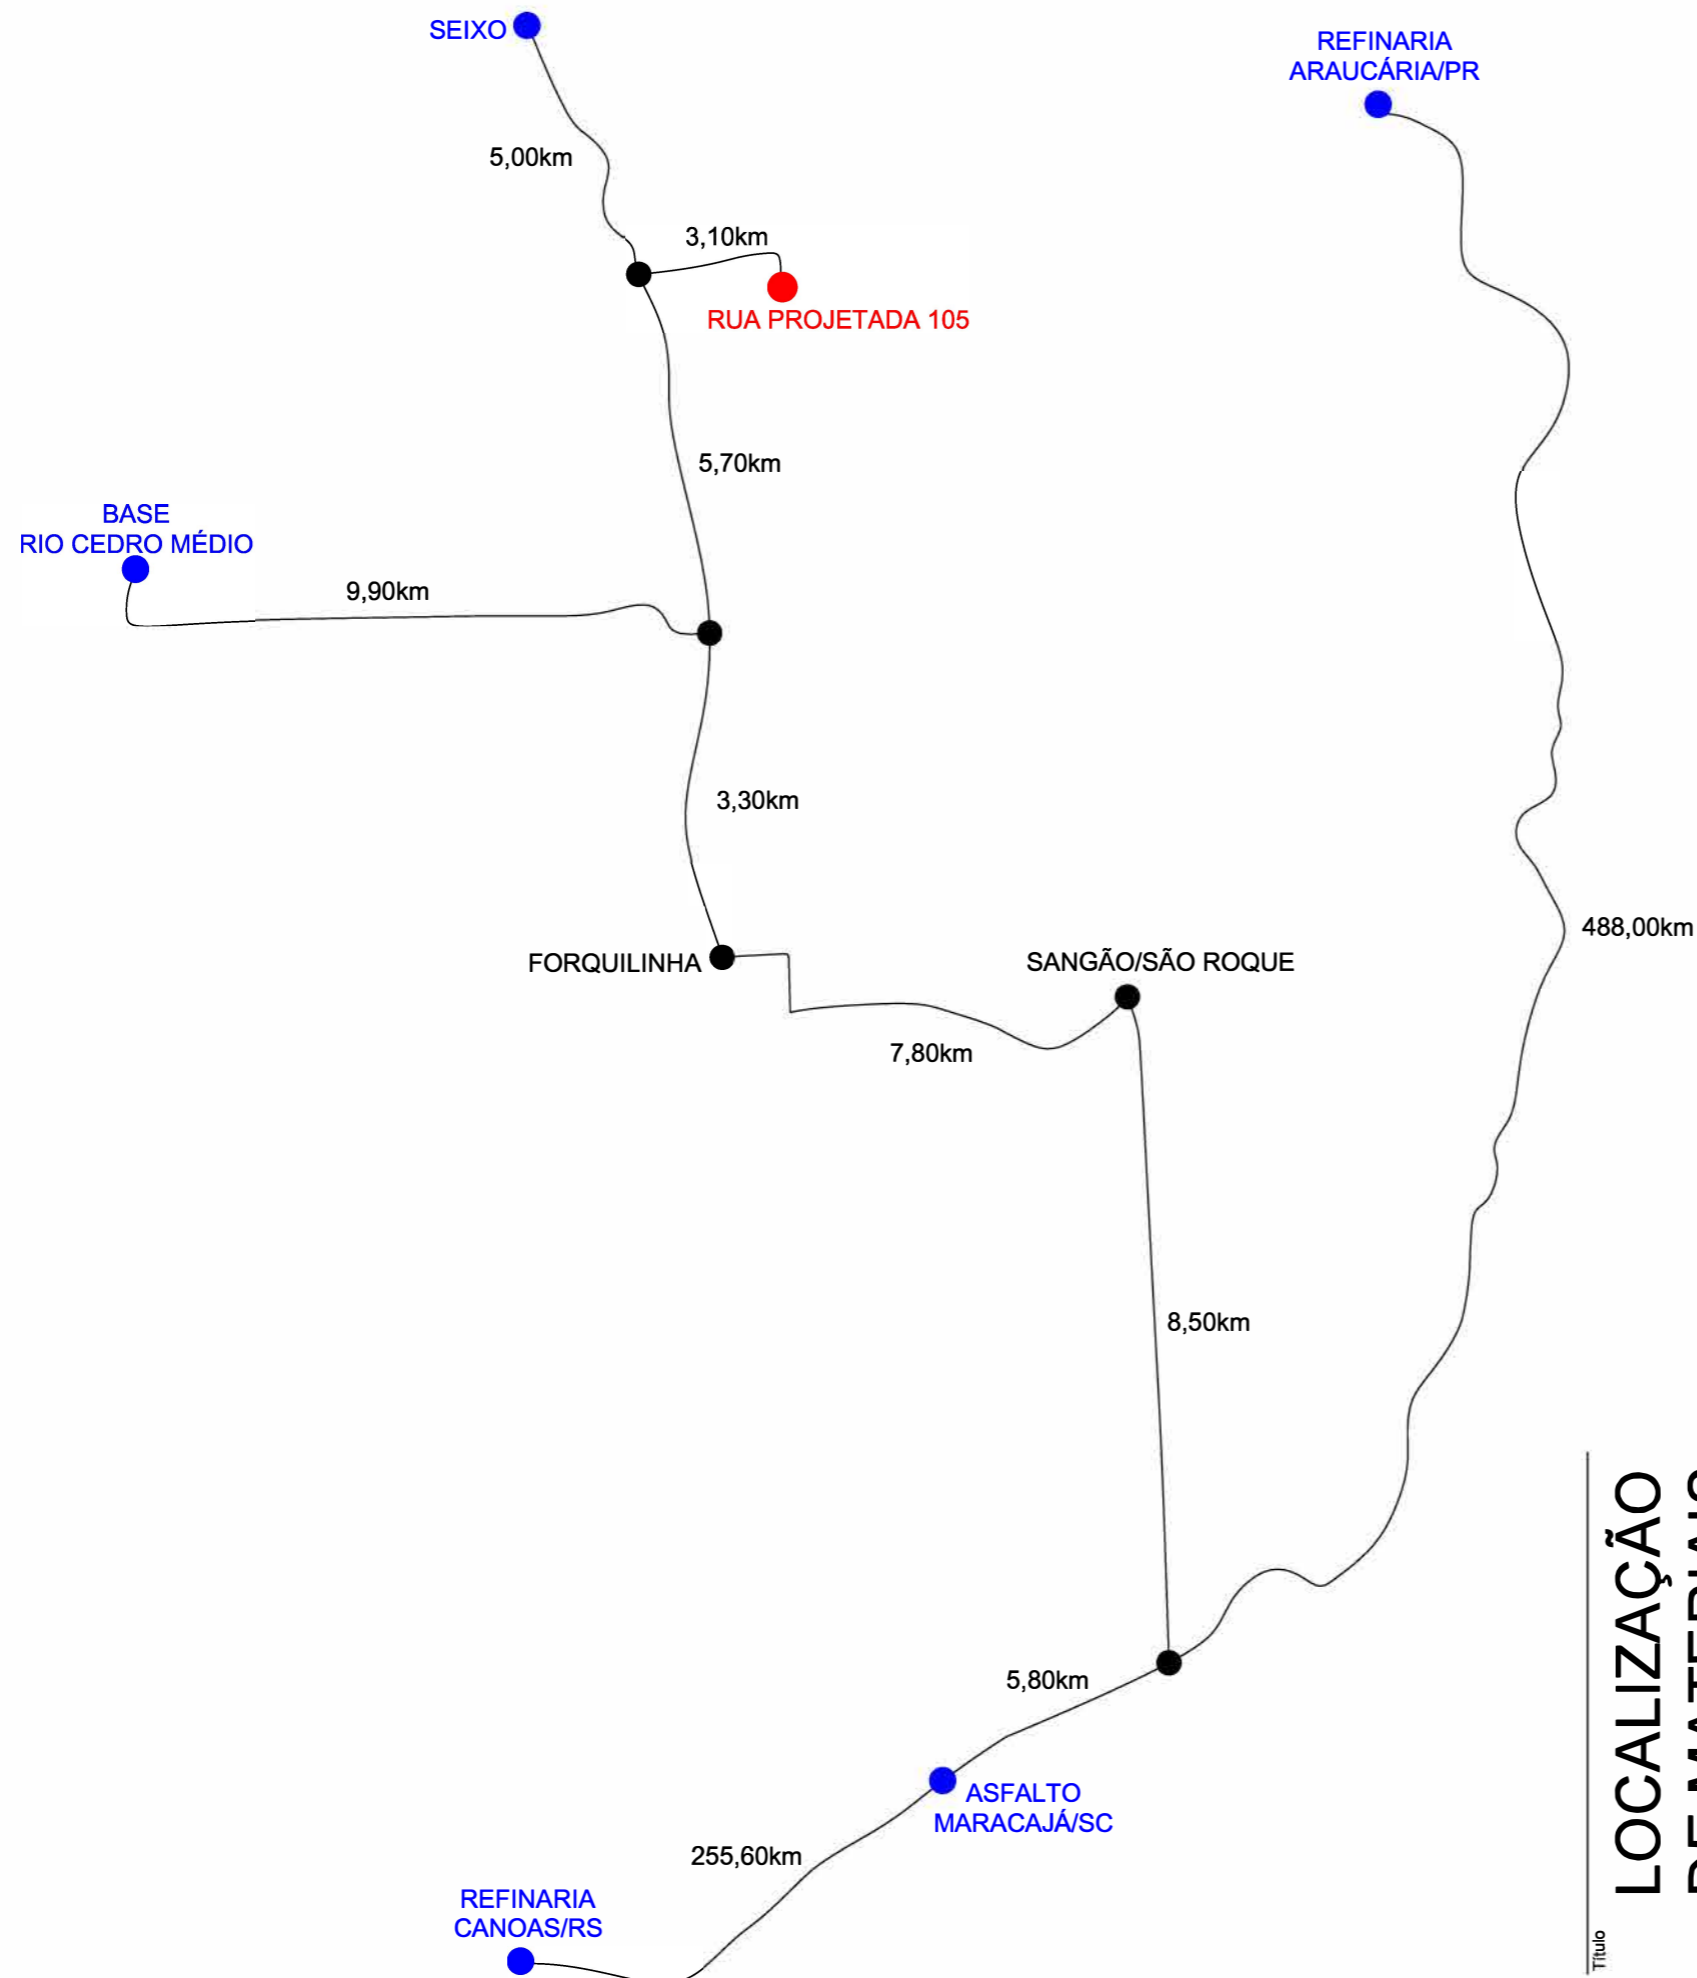 SEIXO
REFINARIA
ARAUCÁRIA/PR
5,00km
3,10km
RUA PROJETADA 105
5,70km
BASE
RIO CEDRO MÉDIO
9,90km
3,30km
488,00km
FORQUILINHA
SANGÃO/SÃO ROQUE
7,80km
8,50km
5,80km
ASFALTO
MARACAJÁ/SC
255,60km
REFINARIA
CANOAS/RS
Título
LOCALIZAÇÃO